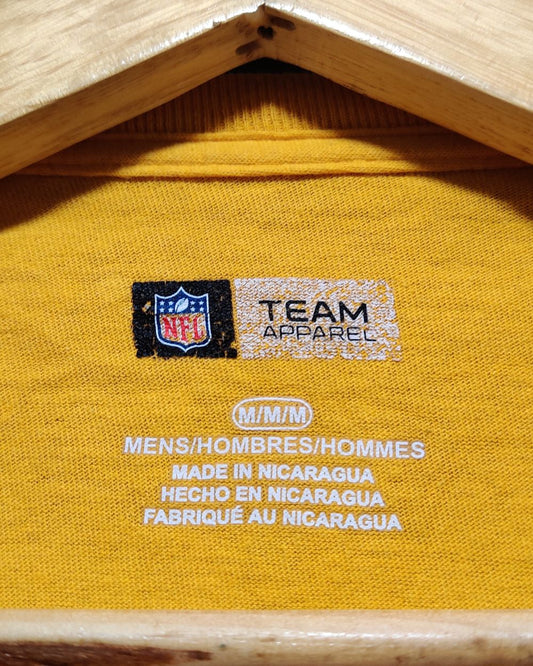 NFL
TEAM
APPAREL
M/M/M
MENS/HOMBRES/HOMMES
MADE IN NICARAGUA
HECHO EN NICARAGUA
FABRIQUÉ AU NICARAGUA